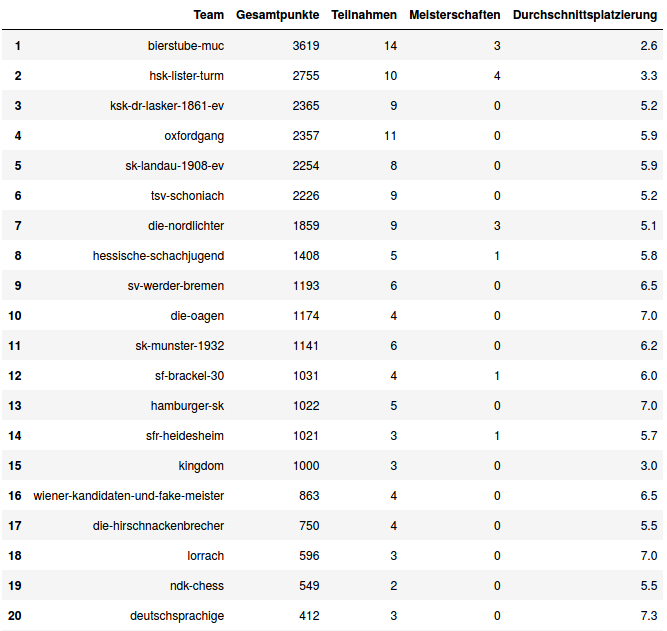 Team Gesamtpunkte Teilnahmen Meisterschaften Durchschnittsplatzierung
1 bierstube-muc 3619 14 3 2.6
2 hsk-lister-turm 2755 10 4 3.3
3 ksk-dr-lasker-1861-ev 2365 9 0 5.2
4 oxfordgang 2357 11 0 5.9
5 sk-landau-1908-ev 2254 8 0 5.9
6 tsv-schoniach 2226 9 0 5.2
7 die-nordlichter 1859 9 3 5.1
8 hessische-schachjugend 1408 5 1 5.8
9 sv-werder-bremen 1193 6 0 6.5
10 die-oagen 1174 4 0 7.0
11 sk-munster-1932 1141 6 0 6.2
12 sf-brackel-30 1031 4 1 6.0
13 hamburger-sk 1022 5 0 7.0
14 sfr-heidesheim 1021 3 1 5.7
15 kingdom 1000 3 0 3.0
16 wiener-kandidaten-und-fake-meister 863 4 0 6.5
17 die-hirschnackenbrecher 750 4 0 5.5
18 lorrach 596 3 0 7.0
19 ndk-chess 549 2 0 5.5
20 deutschsprachige 412 3 0 7.3